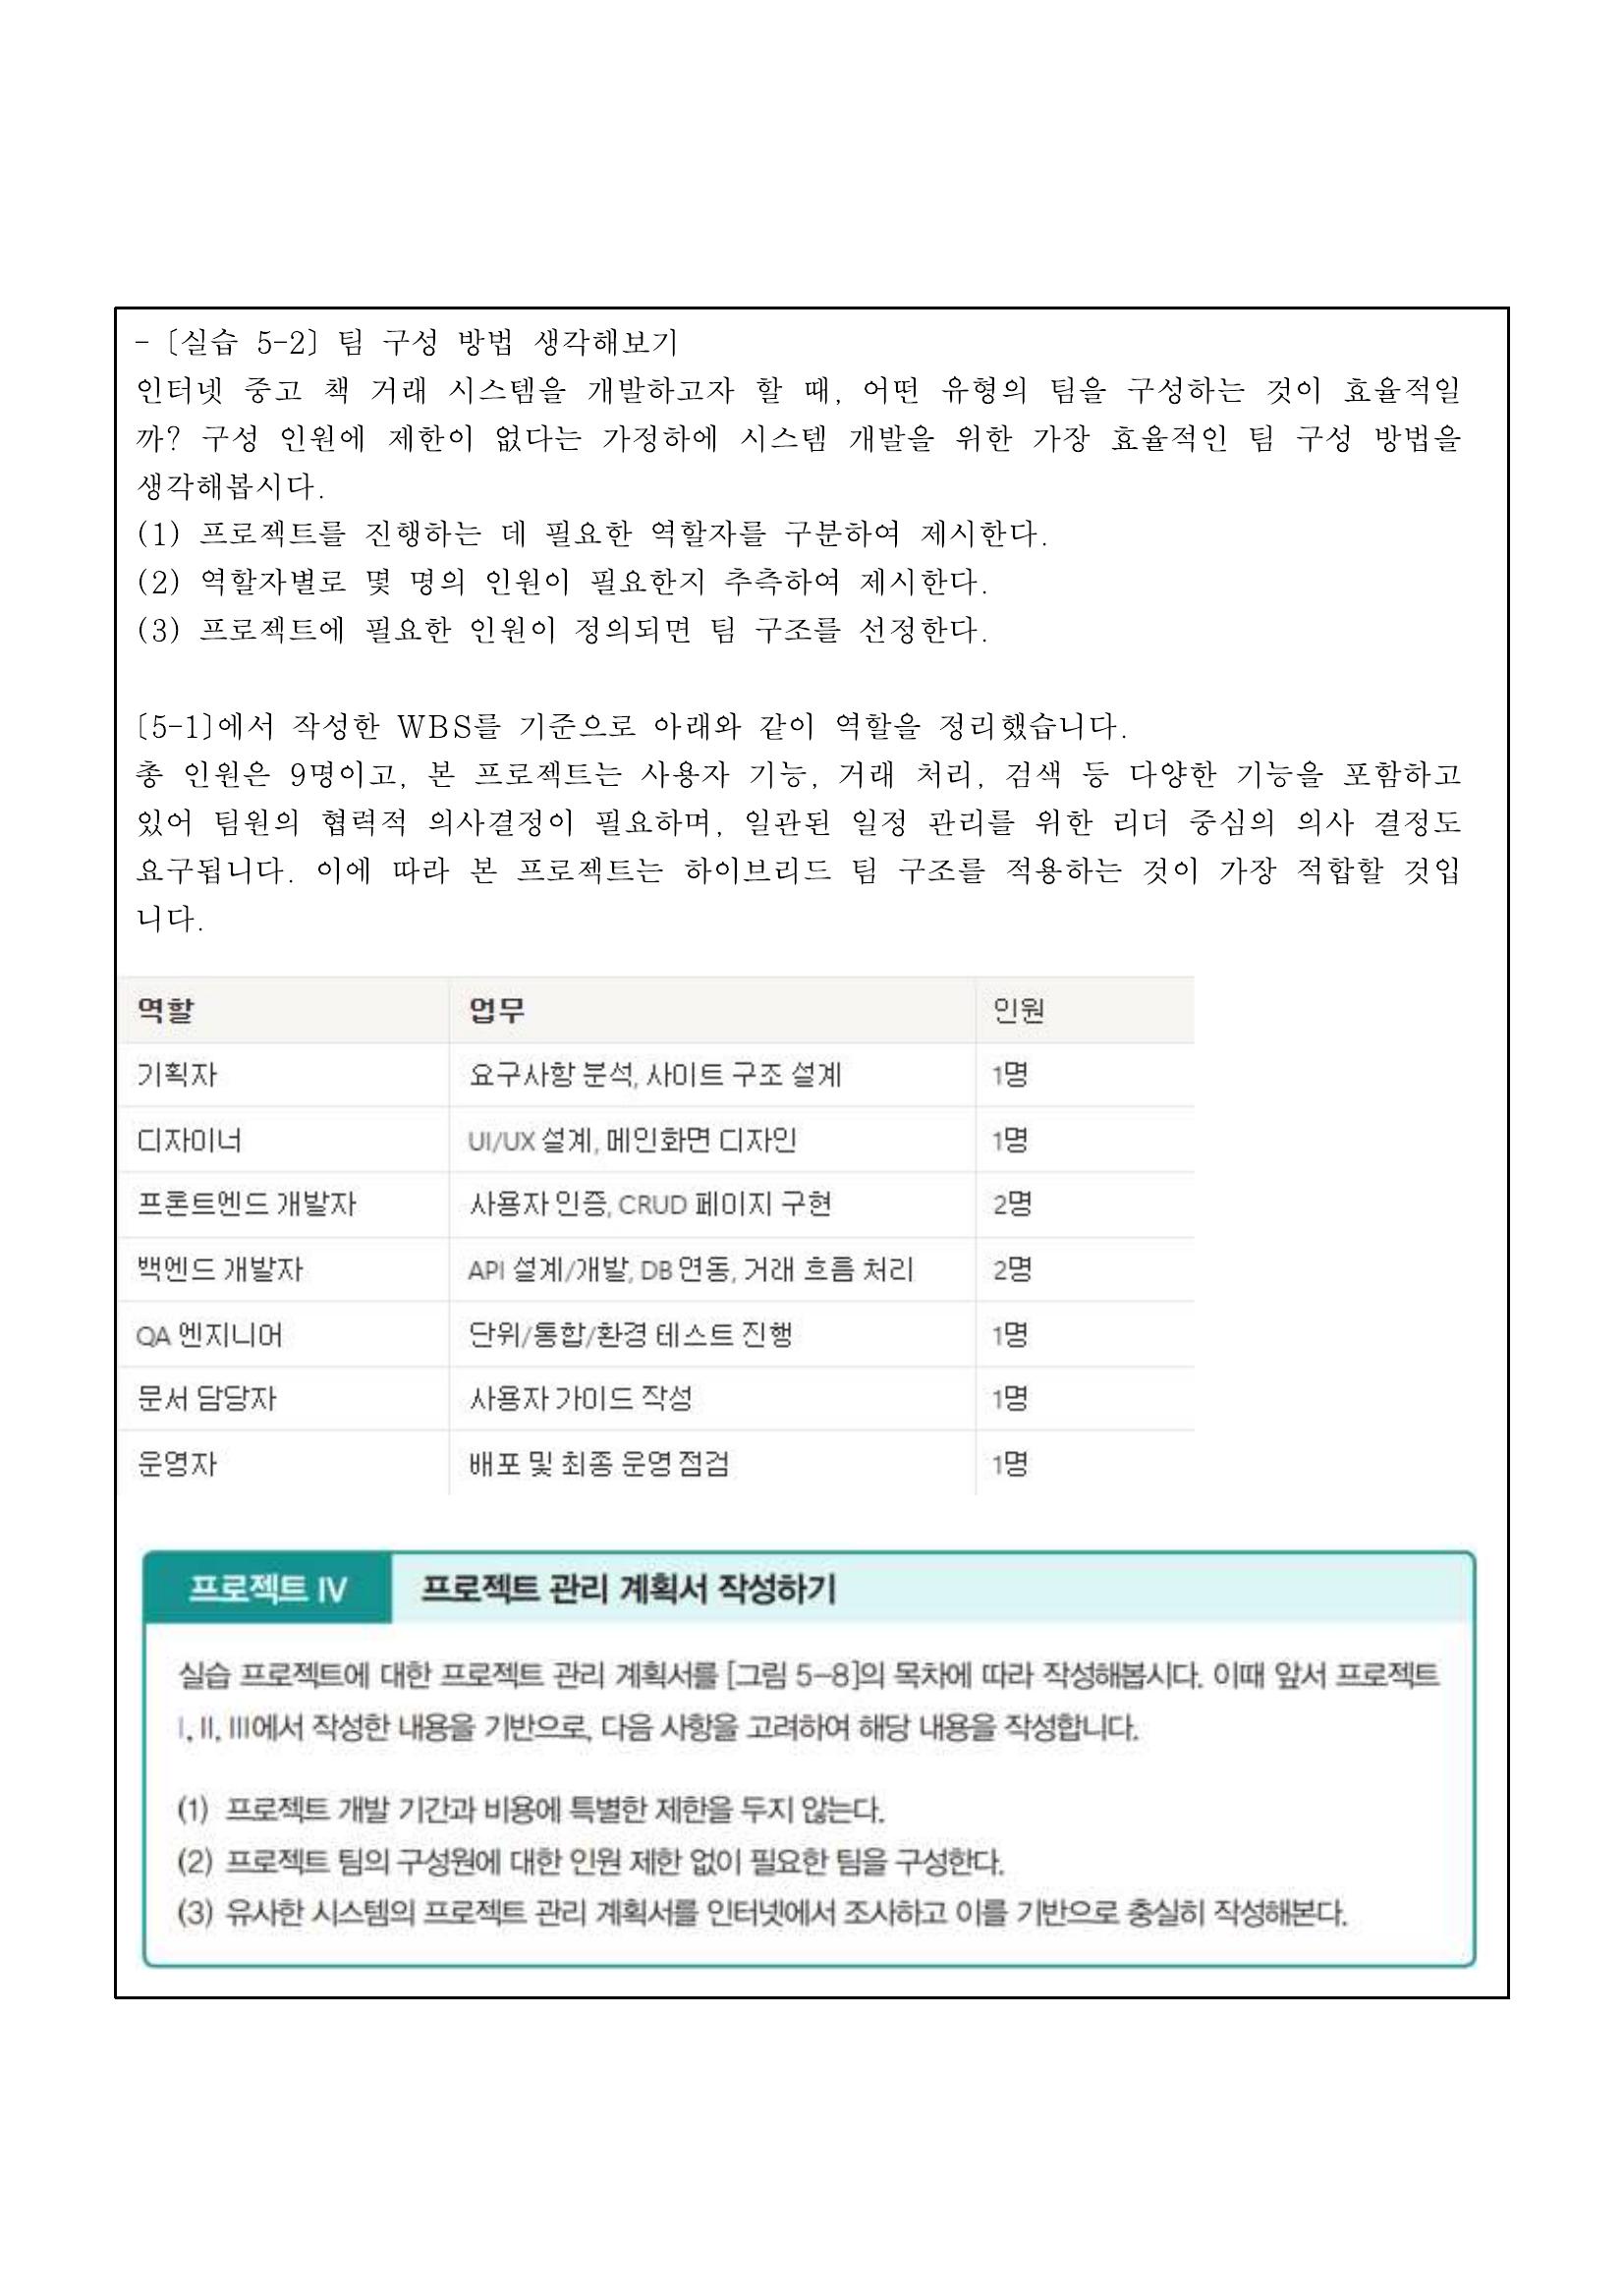 - [실습 5-2] 팀 구성 방법 생각해보기
인터넷 중고 책 거래 시스템을 개발하고자 할 때, 어떤 유형의 팀을 구성하는 것이 효율적일
까? 구성 인원에 제한이 없다는 가정하에 시스템 개발을 위한 가장 효율적인 팀 구성 방법을
생각해봅시다.
(1) 프로젝트를 진행하는 데 필요한 역할자를 구분하여 제시한다.
(2) 역할자별로 몇 명의 인원이 필요한지 추측하여 제시한다.
(3) 프로젝트에 필요한 인원이 정의되면 팀 구조를 선정한다.
[5-1]에서 작성한 WBS를 기준으로 아래와 같이 역할을 정리했습니다.
총 인원은 9명이고, 본 프로젝트는 사용자 기능, 거래 처리, 검색 등 다양한 기능을 포함하고
있어 팀원의 협력적 의사결정이 필요하며, 일관된 일정 관리를 위한 리더 중심의 의사 결정도
요구됩니다. 이에 따라 본 프로젝트는 하이브리드 팀 구조를 적용하는 것이 가장 적합할 것입
니다.
역할 업무 인원
기획자 요구사항 분석, 사이트 구조 설계 1명
디자이너 UI/UX 설계, 메인화면 디자인 1명
프론트엔드 개발자 사용자 인증, CRUD 페이지 구현 2명
백엔드 개발자 API 설계/개발, DB 연동, 거래 흐름 처리 2명
QA 엔지니어 단위/통합/환경 테스트 진행 1명
문서 담당자 사용자 가이드 작성 1명
운영자 배포 및 최종 운영 점검 1명
프로젝트 IV 프로젝트 관리 계획서 작성하기
실습 프로젝트에 대한 프로젝트 관리 계획서를 [그림 5-8]의 목차에 따라 작성해봅시다. 이때 앞서 프로젝트
I, II, III에서 작성한 내용을 기반으로, 다음 사항을 고려하여 해당 내용을 작성합니다.
(1) 프로젝트 개발 기간과 비용에 특별한 제한을 두지 않는다.
(2) 프로젝트 팀의 구성원에 대한 인원 제한 없이 필요한 팀을 구성한다.
(3) 유사한 시스템의 프로젝트 관리 계획서를 인터넷에서 조사하고 이를 기반으로 충실히 작성해본다.